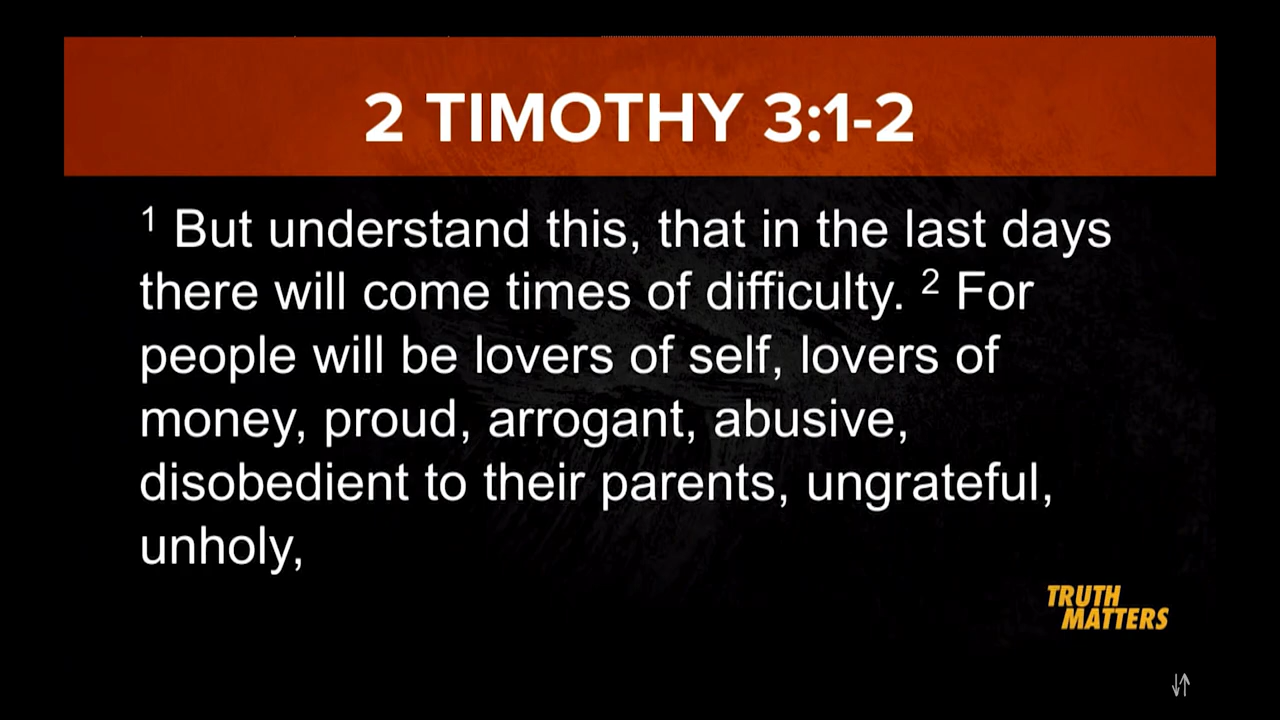 2 TIMOTHY 3:1-2
1 But understand this, that in the last days
there will come times of difficulty. 2 For
people will be lovers of self, lovers of
money, proud, arrogant, abusive,
disobedient to their parents, ungrateful,
unholy,
TRUTH
MATTERS